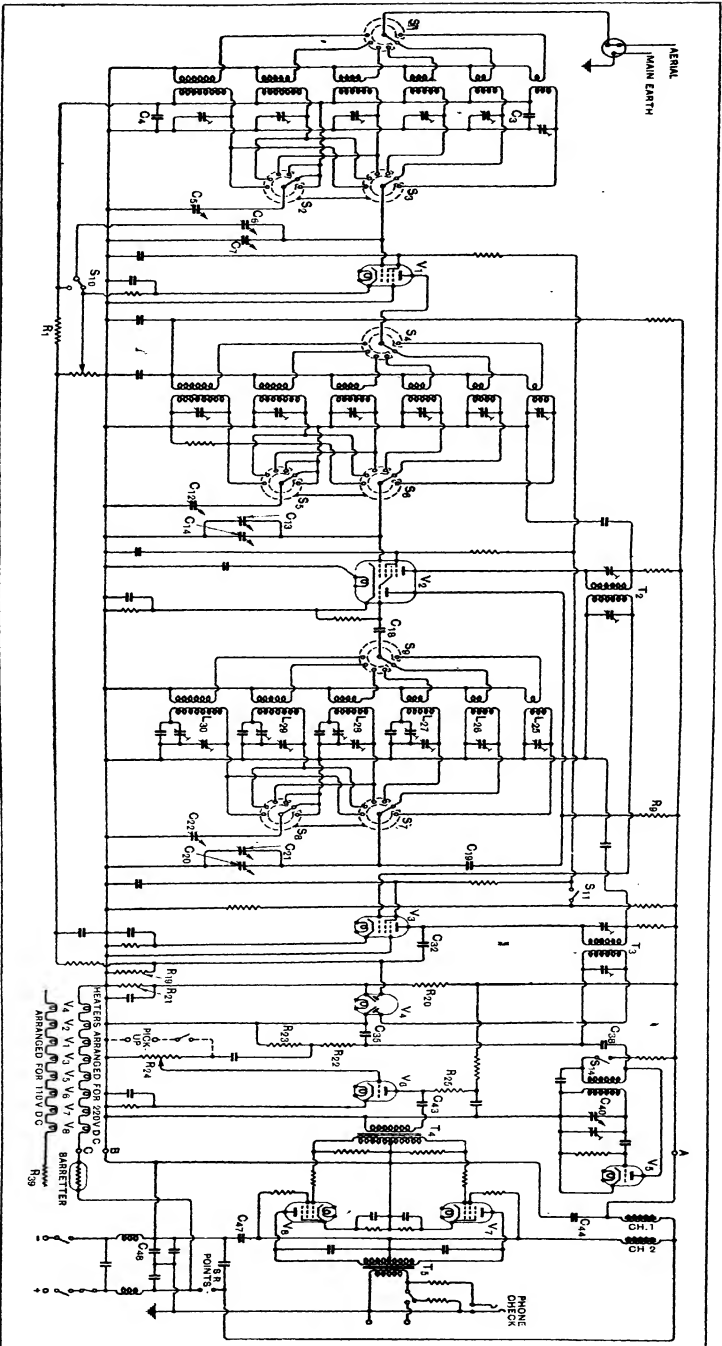 AERIAL
MAIN EARTH
S1
C3
C4
S3
S2
C5
C6
C7
S10
R1
V1
S4
S6
S5
C12
C13
C14
V2
T2
C18
S9
L25
L26
L27
L28
L29
L30
S7
S8
C22
C21
C20
C19
R9
S11
V3
C32
T3
R19
R21
R20
V4
C35
R23
R22
C38
S14
C40
V5
A
PICK-UP
R24
V6
R25
C43
T4
HEATERS ARRANGED FOR 220V DC
V4 V2 V1 V3 V5 V6 V7 V8
ARRANGED FOR 110V DC
R39
B
C
BARRETTER
V8
V7
C44
CH.1
CH 2
C47
C48
S R POINTS
T5
PHONE CHECK
− +